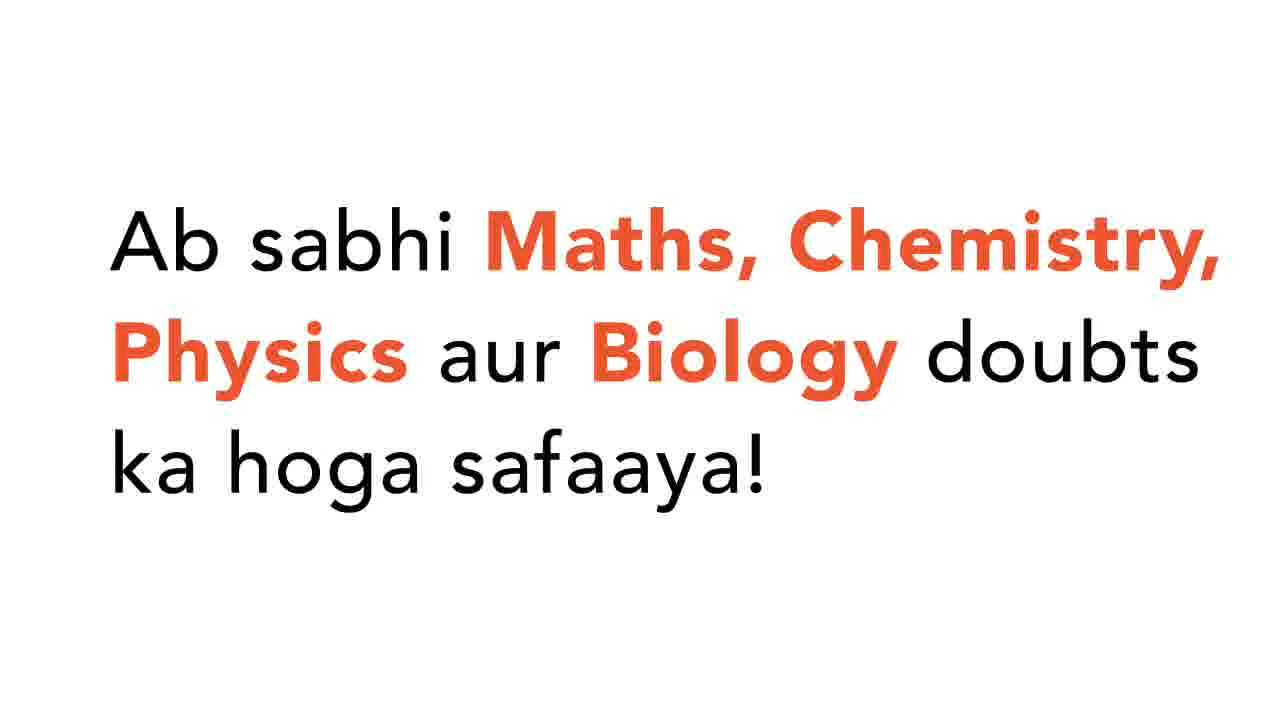 Ab sabhi Maths, Chemistry,
Physics aur Biology doubts
ka hoga safaaya!